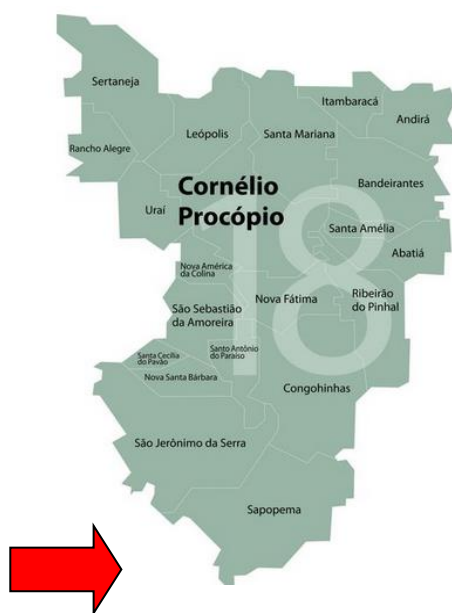 Sertaneja
Itambaracá
Andirá
Leópolis
Santa Mariana
Rancho Alegre
Cornélio
Procópio
Bandeirantes
Uraí
18
Santa Amélia
Abatiá
Nova América
da Colina
Nova Fátima
Ribeirão
do Pinhal
São Sebastião
da Amoreira
Santo Antônio
do Paraíso
Santa Cecília
do Pavão
Nova Santa Bárbara
Congohinhas
São Jerônimo da Serra
Sapopema